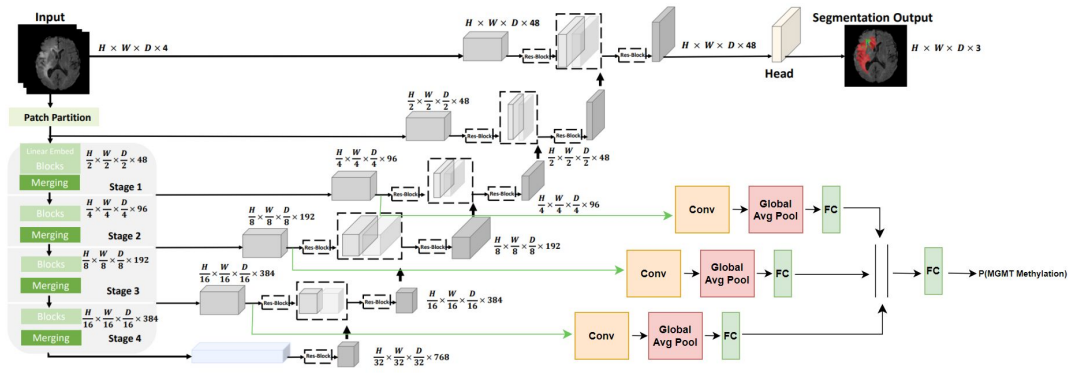 Input
H × W × D × 4
H × W × D × 48
Res-Block
Res-Block
H × W × D × 48
Head
Segmentation Output
H × W × D × 3
Patch Partition
H/2 × W/2 × D/2 × 48
Res-Block
Res-Block
H/2 × W/2 × D/2 × 48
Linear Embed
Blocks
H/2 × W/2 × D/2 × 48
Merging
Stage 1
H/4 × W/4 × D/4 × 96
Res-Block
Res-Block
H/4 × W/4 × D/4 × 96
Blocks
H/4 × W/4 × D/4 × 96
Merging
Stage 2
H/8 × W/8 × D/8 × 192
Res-Block
Res-Block
H/8 × W/8 × D/8 × 192
Blocks
H/8 × W/8 × D/8 × 192
Merging
Stage 3
H/16 × W/16 × D/16 × 384
Res-Block
Res-Block
H/16 × W/16 × D/16 × 384
Blocks
H/16 × W/16 × D/16 × 384
Merging
Stage 4
Res-Block
H/32 × W/32 × D/32 × 768
Conv
Global
Avg Pool
FC
Conv
Global
Avg Pool
FC
Conv
Global
Avg Pool
FC
FC
P(MGMT Methylation)